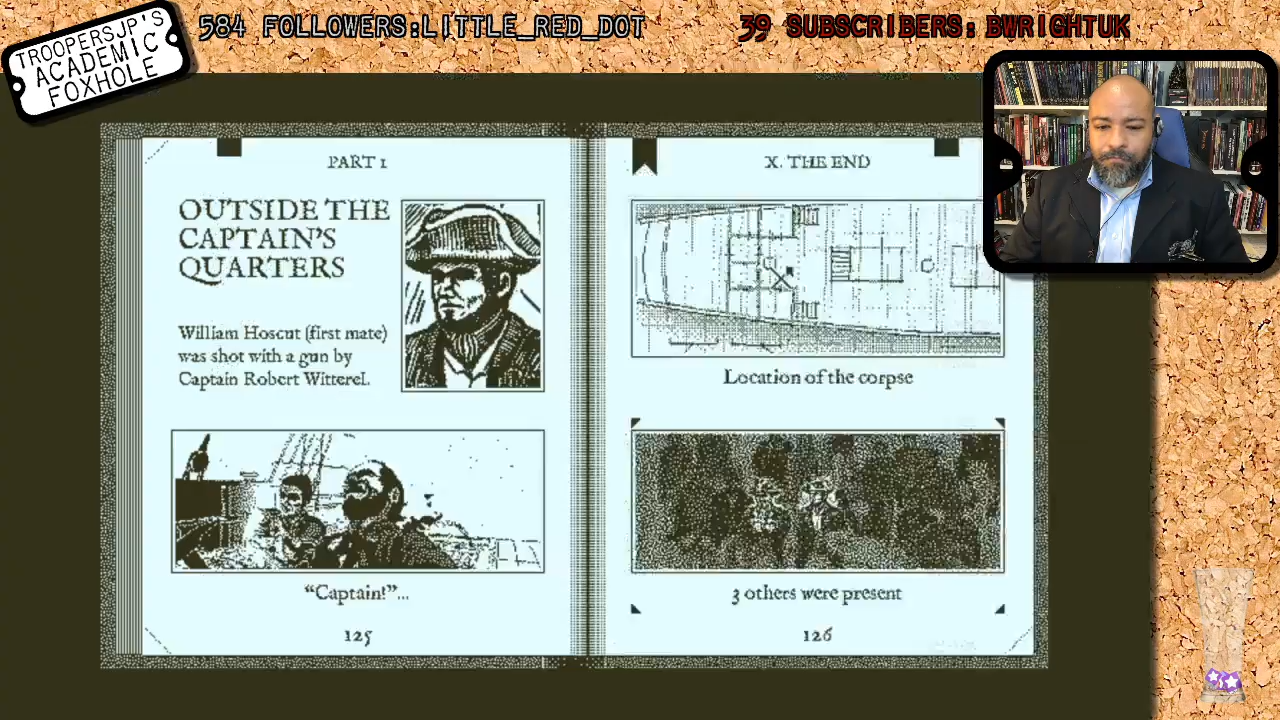 TROOPERSJP'S
ACADEMIC
FOXHOLE
584 FOLLOWERS:LITTLE_RED_DOT
39 SUBSCRIBERS: BWRIGHTUK
PART 1
OUTSIDE THE
CAPTAIN'S
QUARTERS
William Hoscut (first mate)
was shot with a gun by
Captain Robert Witterel.
"Captain!"...
125
X. THE END
Location of the corpse
3 others were present
126